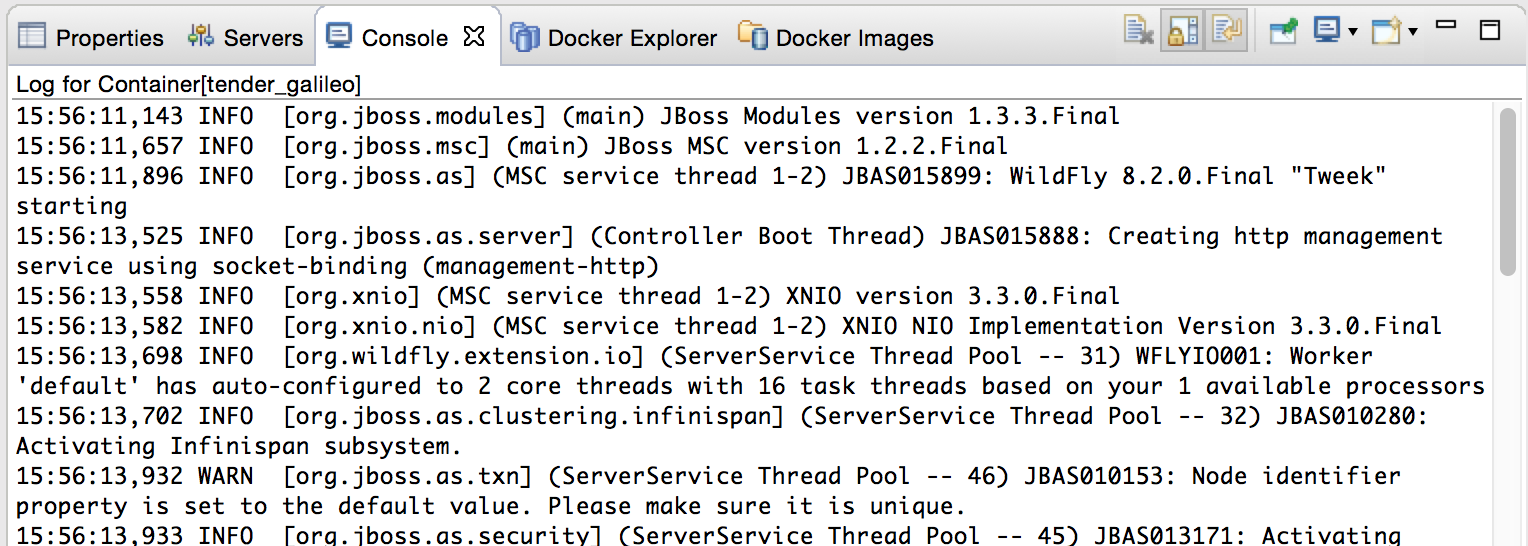 Properties Servers Console Docker Explorer Docker Images
Log for Container[tender_galileo]
15:56:11,143 INFO  [org.jboss.modules] (main) JBoss Modules version 1.3.3.Final
15:56:11,657 INFO  [org.jboss.msc] (main) JBoss MSC version 1.2.2.Final
15:56:11,896 INFO  [org.jboss.as] (MSC service thread 1-2) JBAS015899: WildFly 8.2.0.Final "Tweek"
starting
15:56:13,525 INFO  [org.jboss.as.server] (Controller Boot Thread) JBAS015888: Creating http management
service using socket-binding (management-http)
15:56:13,558 INFO  [org.xnio] (MSC service thread 1-2) XNIO version 3.3.0.Final
15:56:13,582 INFO  [org.xnio.nio] (MSC service thread 1-2) XNIO NIO Implementation Version 3.3.0.Final
15:56:13,698 INFO  [org.wildfly.extension.io] (ServerService Thread Pool -- 31) WFLYIO001: Worker
'default' has auto-configured to 2 core threads with 16 task threads based on your 1 available processors
15:56:13,702 INFO  [org.jboss.as.clustering.infinispan] (ServerService Thread Pool -- 32) JBAS010280:
Activating Infinispan subsystem.
15:56:13,932 WARN  [org.jboss.as.txn] (ServerService Thread Pool -- 46) JBAS010153: Node identifier
property is set to the default value. Please make sure it is unique.
15:56:13,933 INFO  [org.jboss.as.security] (ServerService Thread Pool -- 45) JBAS013171: Activating